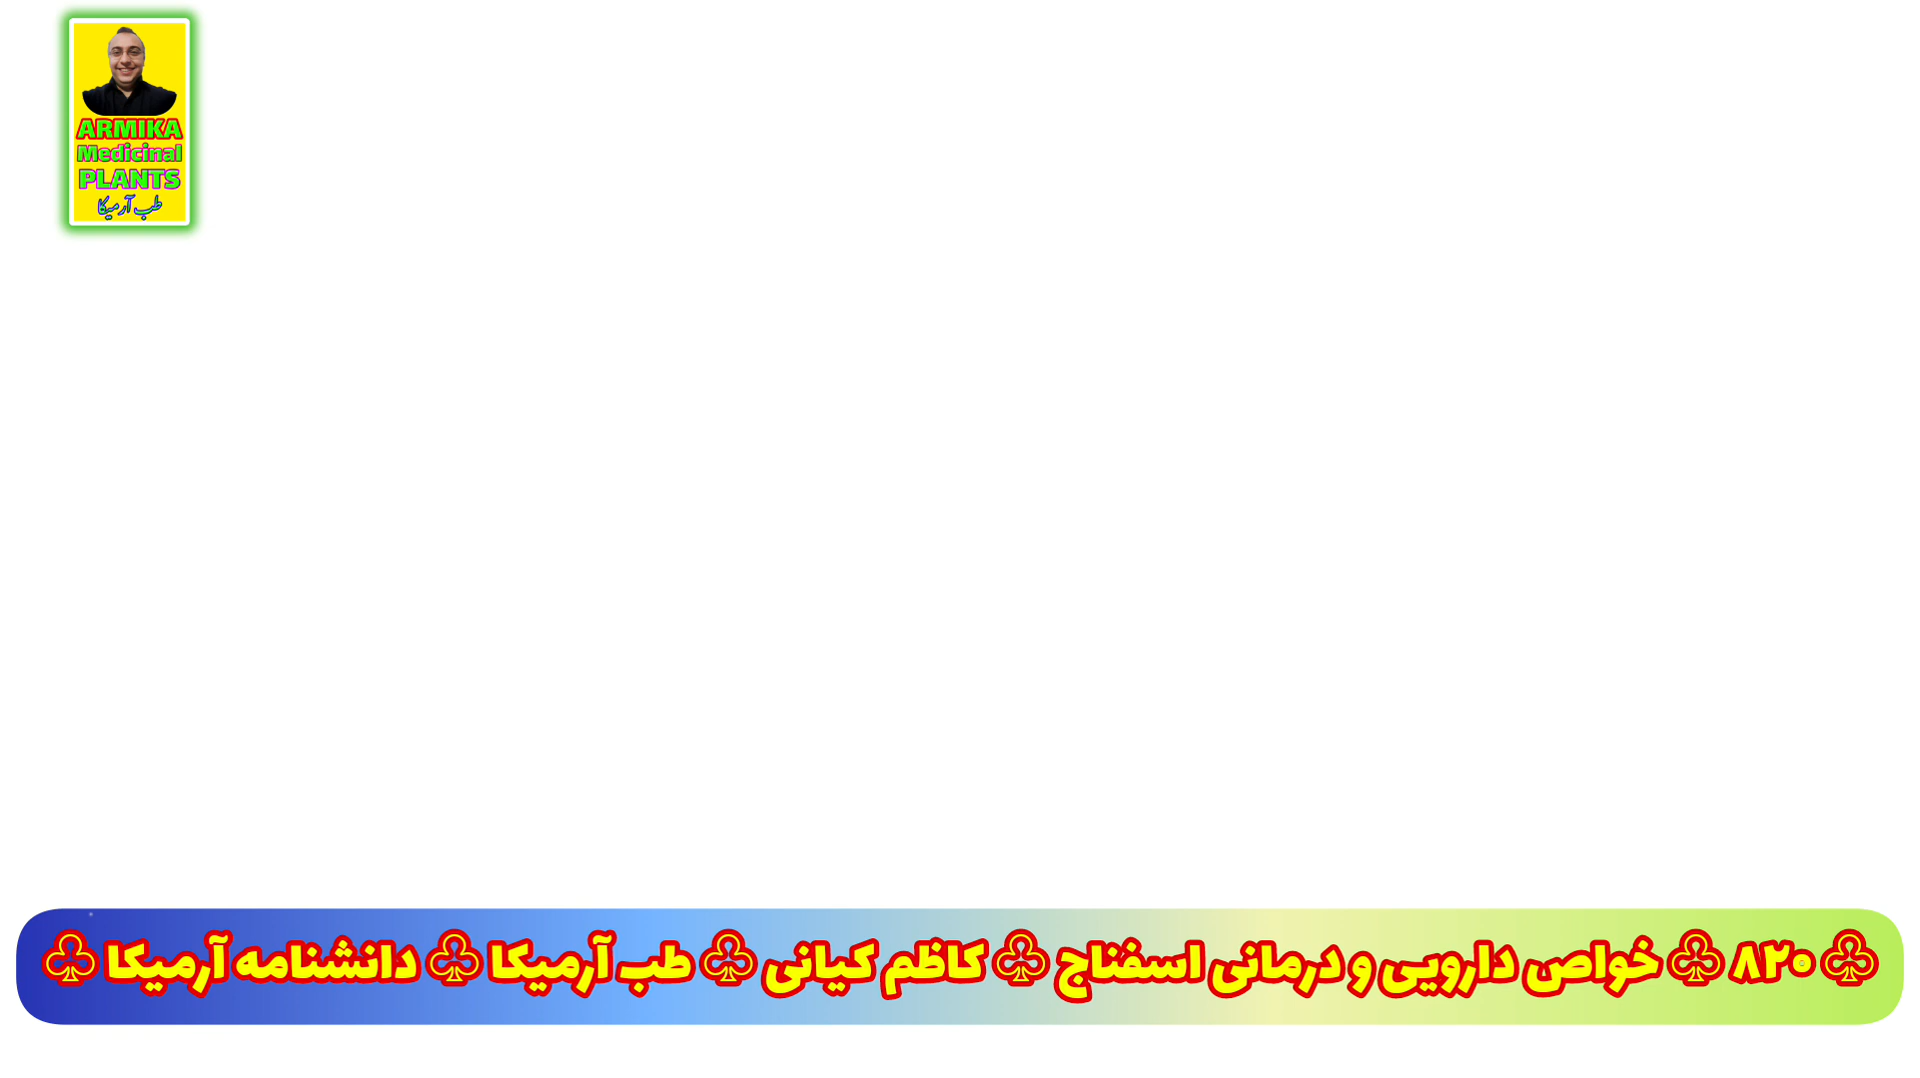 ARMIKA
Medicinal
PLANTS
طب آرمیکا
♧ ۸۲۰ ♧ خواص دارویی و درمانی اسفناج ♧ کاظم کیانی ♧ طب آرمیکا ♧ دانشنامه آرمیکا ♧